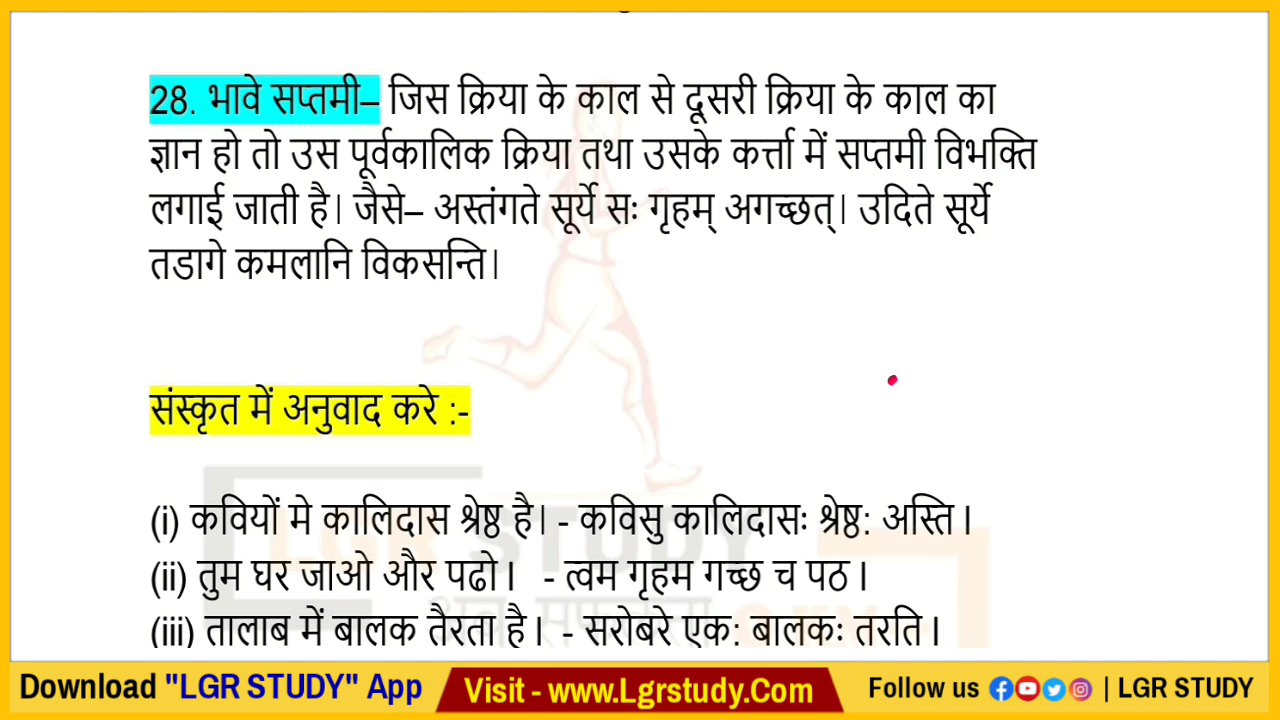 28. भावे सप्तमी– जिस क्रिया के काल से दूसरी क्रिया के काल का
ज्ञान हो तो उस पूर्वकालिक क्रिया तथा उसके कर्त्ता में सप्तमी विभक्ति
लगाई जाती है। जैसे– अस्तंगते सूर्ये सः गृहम् अगच्छत्। उदिते सूर्ये
तडागे कमलानि विकसन्ति।
संस्कृत में अनुवाद करे :-
(i) कवियों मे कालिदास श्रेष्ठ है। - कविसु कालिदासः श्रेष्ठ: अस्ति।
(ii) तुम घर जाओ और पढो। - त्वम गृहम गच्छ च पठ।
(iii) तालाब में बालक तैरता है। - सरोबरे एक: बालकः तरति।
LGR STUDY
Download "LGR STUDY" App
Visit - www.Lgrstudy.Com
Follow us | LGR STUDY